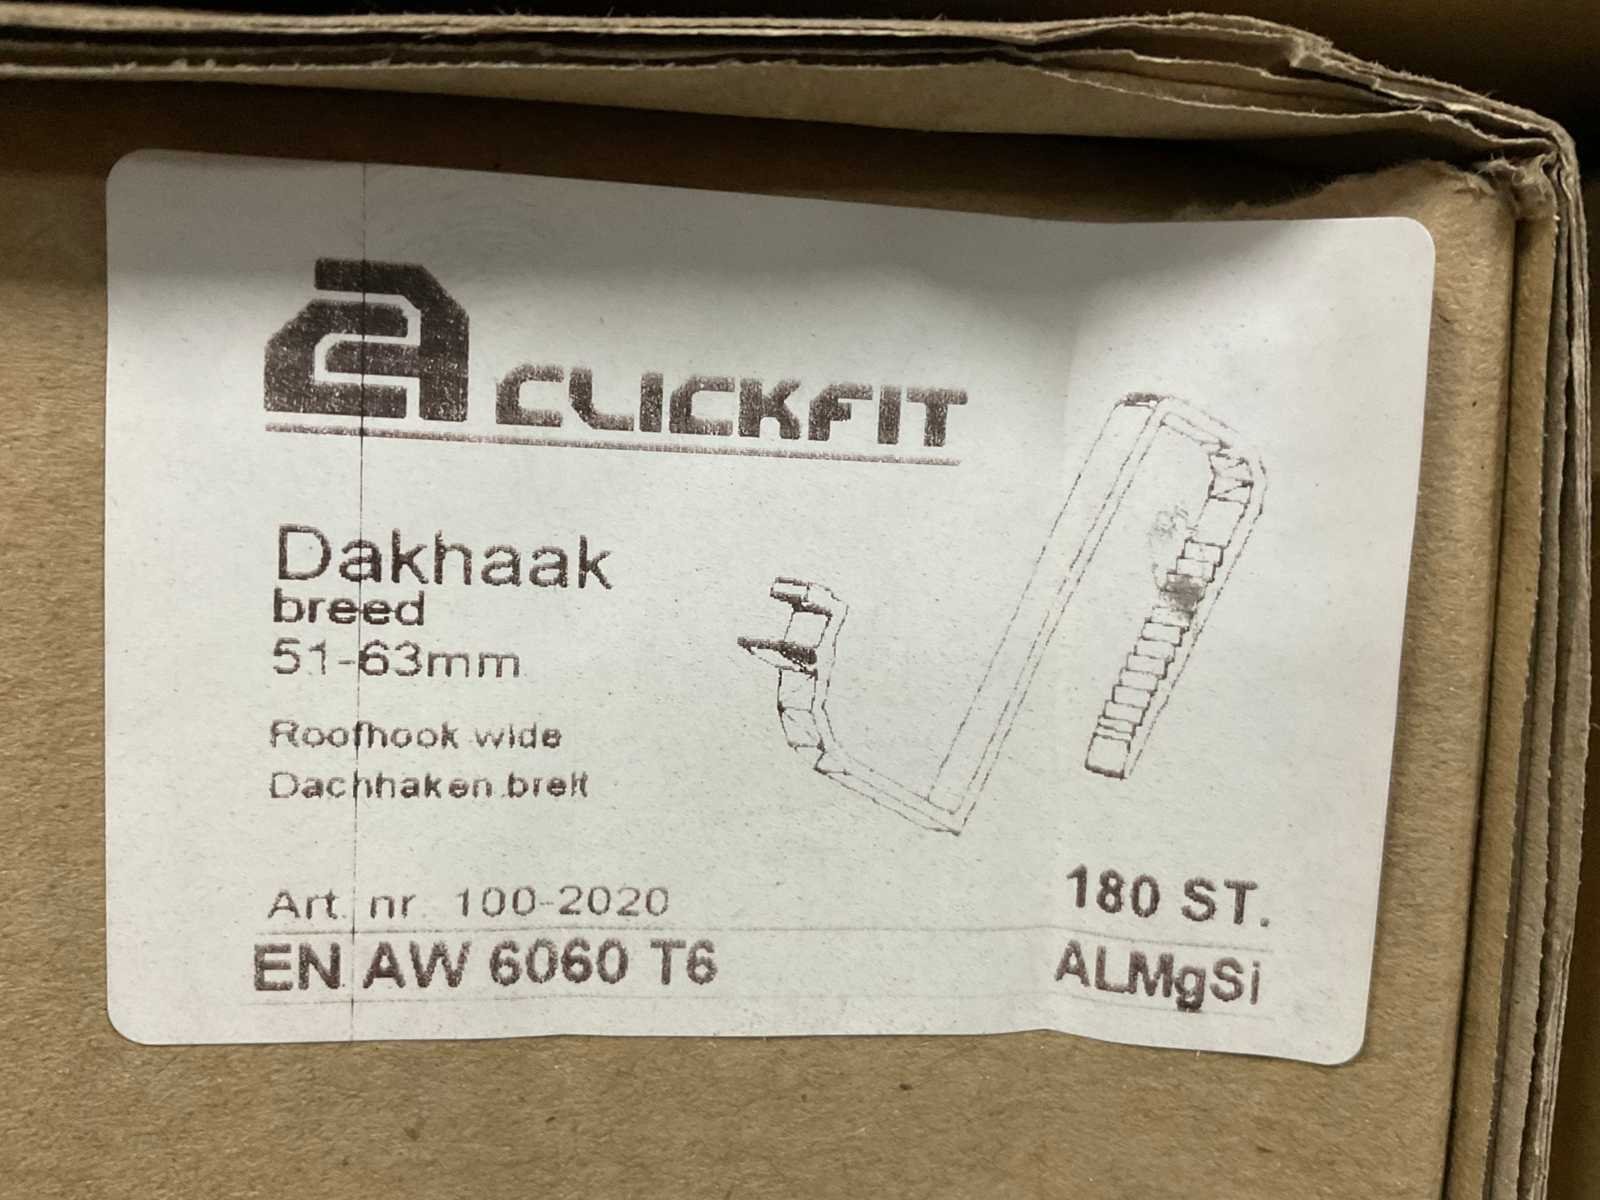 CLICKFIT
Dakhaak
breed
51-63mm
Roofhook wide
Dachhaken breit
Art. nr. 100-2020
180 ST.
EN AW 6060 T6
ALMgSi